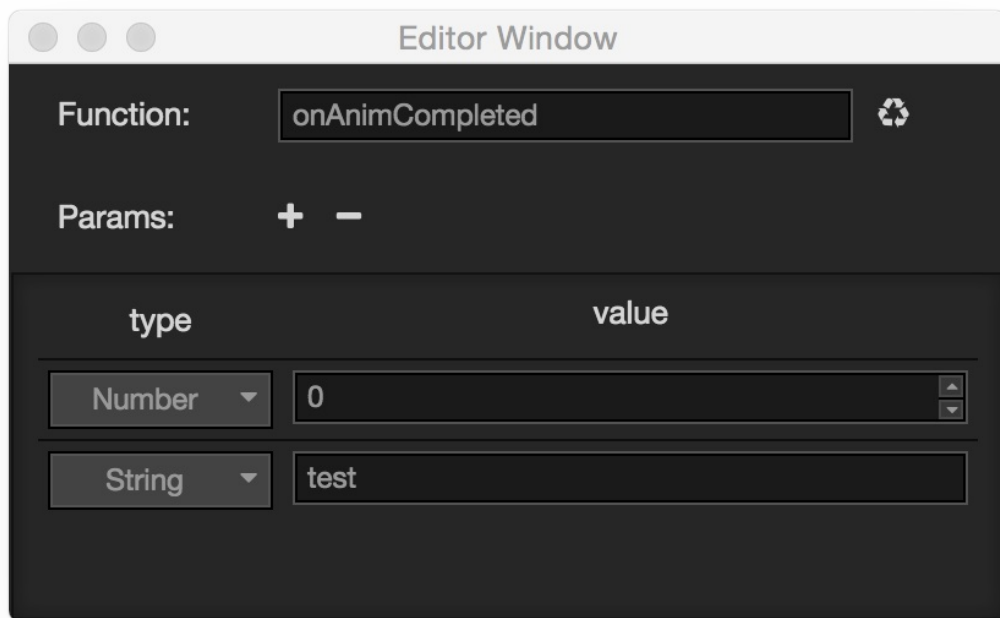 Editor Window
Function: onAnimCompleted
Params:
type value
Number 0
String test